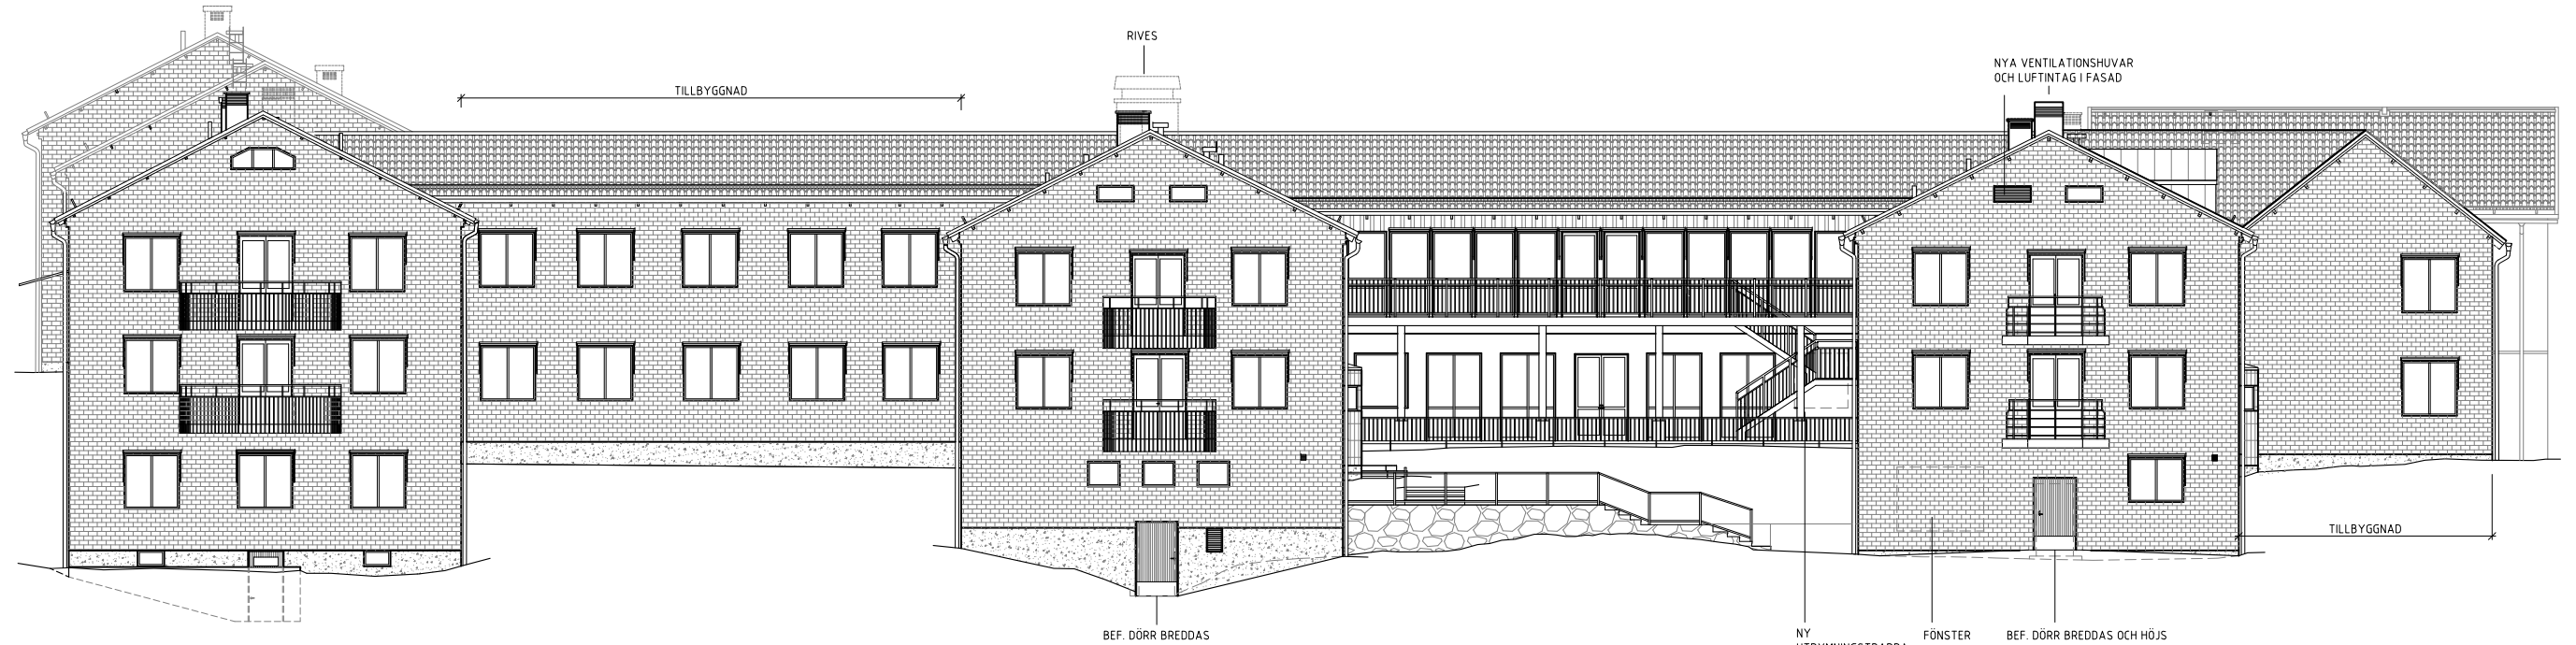 RIVES
NYA VENTILATIONSHUVAR
OCH LUFTINTAG I FASAD
TILLBYGGNAD
TILLBYGGNAD
BEF. DÖRR BREDDAS
NY
FÖNSTER
BEF. DÖRR BREDDAS OCH HÖJS